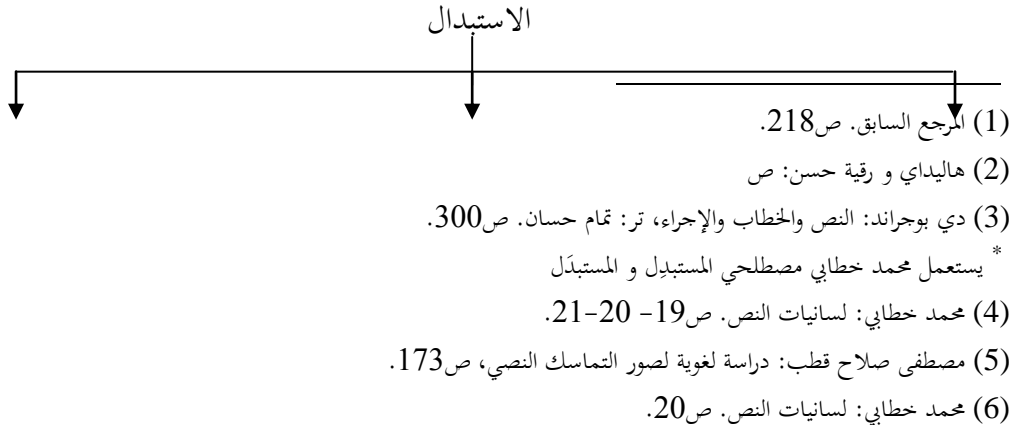 الاستبدال
(1) المرجع السابق. ص218.
(2) هاليداي و رقية حسن: ص
(3) دي بوجراند: النص والخطاب والإجراء، تر: تمام حسان. ص300.
* يستعمل محمد خطابي مصطلحي المستبدِل و المستبدَل
(4) محمد خطابي: لسانيات النص. ص19- 20-21.
(5) مصطفى صلاح قطب: دراسة لغوية لصور التماسك النصي، ص173.
(6) محمد خطابي: لسانيات النص. ص20.